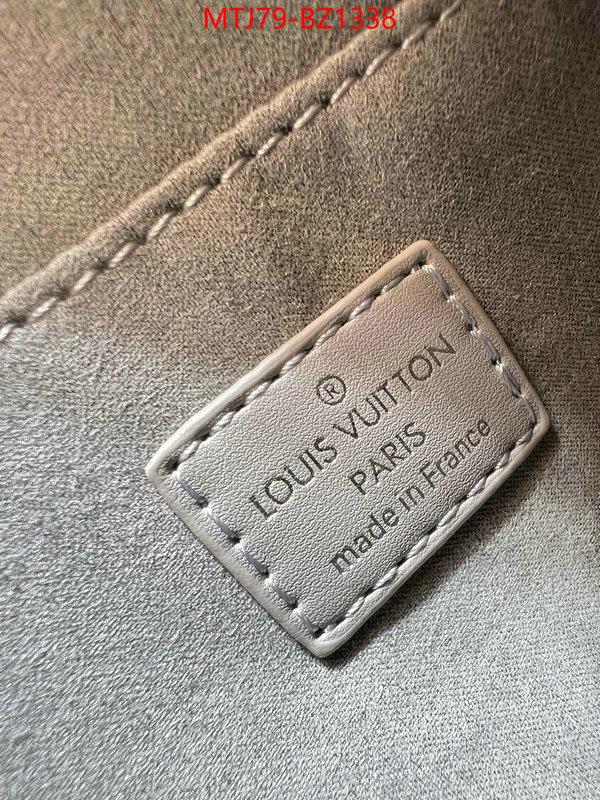 MTJ79-BZ1338
®
LOUIS VUITTON
PARIS
made in France